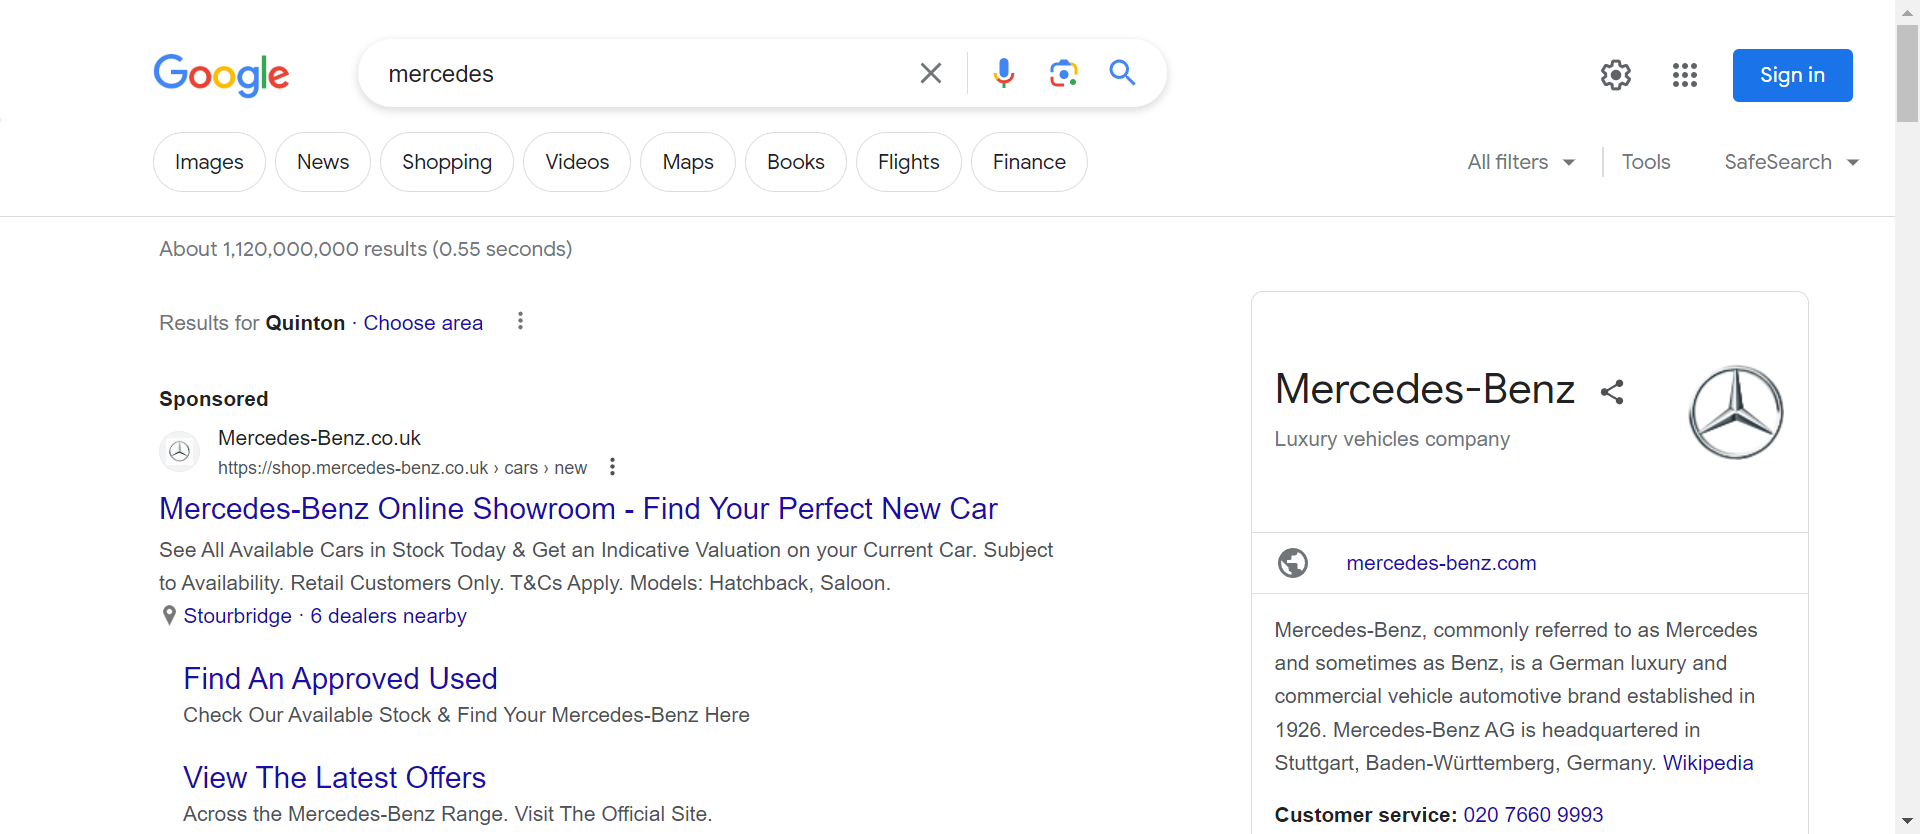 Google
mercedes
Sign in
Images
News
Shopping
Videos
Maps
Books
Flights
Finance
All filters
Tools
SafeSearch
About 1,120,000,000 results (0.55 seconds)
Results for Quinton · Choose area
Sponsored
Mercedes-Benz.co.uk
https://shop.mercedes-benz.co.uk › cars › new
Mercedes-Benz Online Showroom - Find Your Perfect New Car
See All Available Cars in Stock Today & Get an Indicative Valuation on your Current Car. Subject
to Availability. Retail Customers Only. T&Cs Apply. Models: Hatchback, Saloon.
Stourbridge · 6 dealers nearby
Find An Approved Used
Check Our Available Stock & Find Your Mercedes-Benz Here
View The Latest Offers
Across the Mercedes-Benz Range. Visit The Official Site.
Mercedes-Benz
Luxury vehicles company
mercedes-benz.com
Mercedes-Benz, commonly referred to as Mercedes
and sometimes as Benz, is a German luxury and
commercial vehicle automotive brand established in
1926. Mercedes-Benz AG is headquartered in
Stuttgart, Baden-Württemberg, Germany. Wikipedia
Customer service: 020 7660 9993